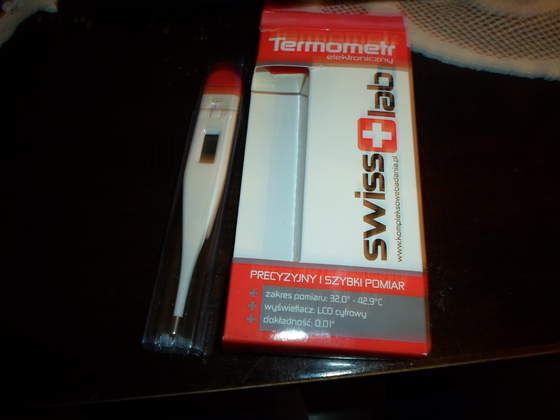 Termometr
elektroniczny
swiss lab
www.kompleksowebadania.pl
PRECYZYJNY I SZYBKI POMIAR
zakres pomiaru: 32.0° - 42.9°C
wyświetlacz: LCD cyfrowy
dokładność: 0.01°